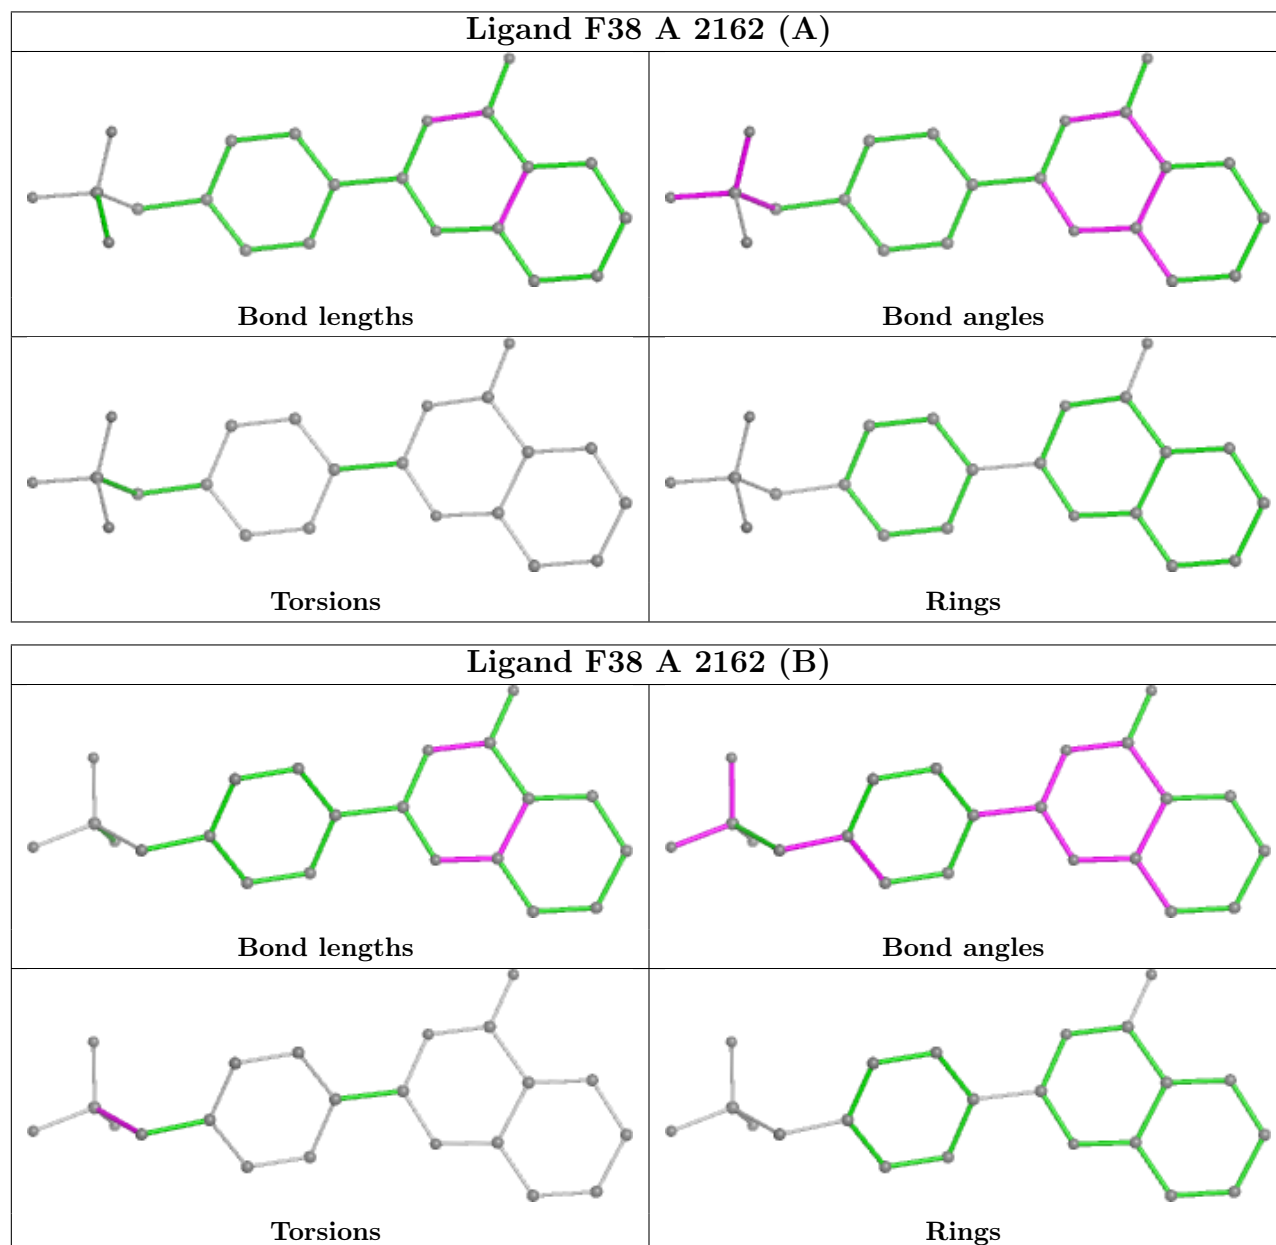 Ligand F38 A 2162 (A)
Bond lengths
Bond angles
Torsions
Rings
Ligand F38 A 2162 (B)
Bond lengths
Bond angles
Torsions
Rings